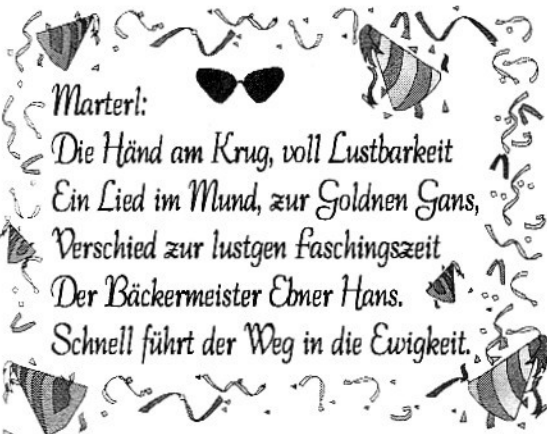 Marterl:
Die Händ am Krug, voll Lustbarkeit
Ein Lied im Mund, zur Goldnen Gans,
Verschied zur lustgen Faschingszeit
Der Bäckermeister Ebner Hans.
Schnell führt der Weg in die Ewigkeit.